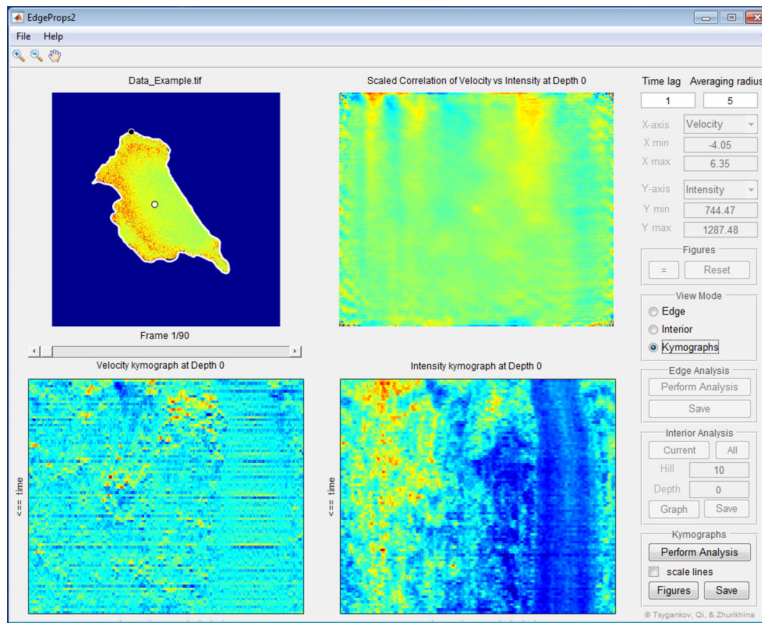 EdgeProps2
File Help
Data_Example.tif
Scaled Correlation of Velocity vs Intensity at Depth 0
Frame 1/90
Velocity kymograph at Depth 0
Intensity kymograph at Depth 0
<== time
<== time
Time lag Averaging radius
1 5
X-axis Velocity
X min -4.05
X max 6.35
Y-axis Intensity
Y min 744.47
Y max 1287.48
Figures
= Reset
View Mode
Edge
Interior
Kymographs
Edge Analysis
Perform Analysis
Save
Interior Analysis
Current All
Hill 10
Depth 0
Graph Save
Kymographs
Perform Analysis
scale lines
Figures Save
© Tsygankov, Qi, & Zhurikhina